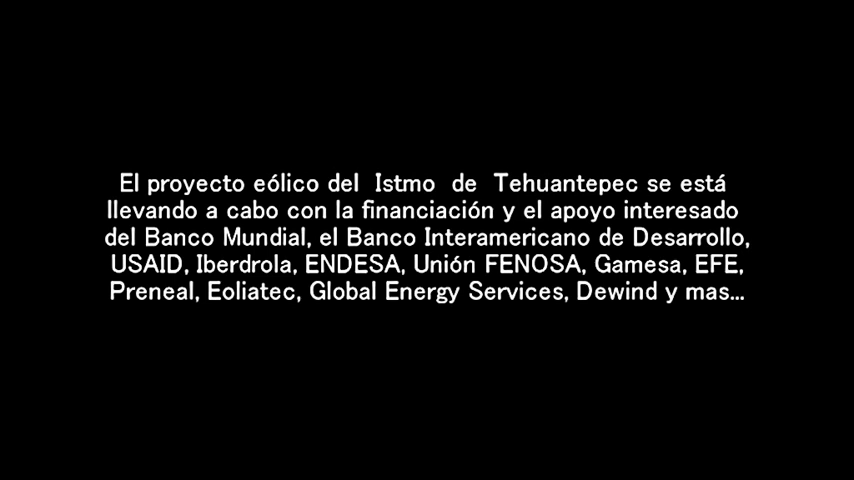 El proyecto eólico del Istmo de Tehuantepec se está
llevando a cabo con la financiación y el apoyo interesado
del Banco Mundial, el Banco Interamericano de Desarrollo,
USAID, Iberdrola, ENDESA, Unión FENOSA, Gamesa, EFE,
Preneal, Eoliatec, Global Energy Services, Dewind y mas...